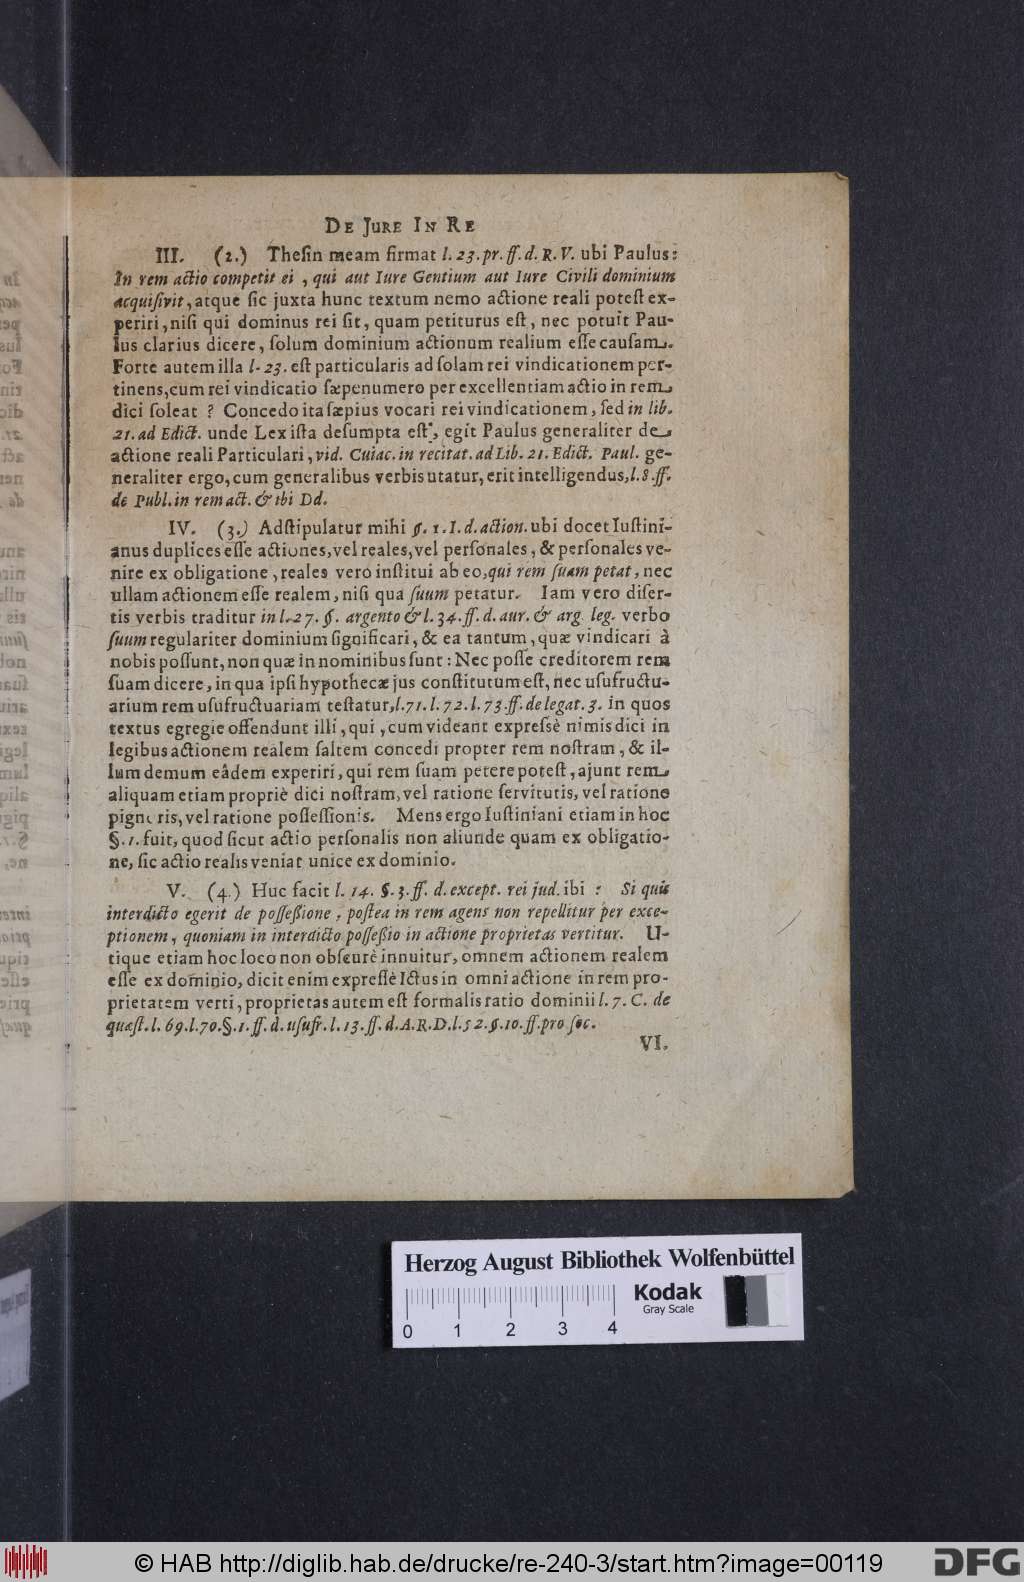 De Jure In Re
III. (2.) Thesin meam firmat l. 23. pr. ff. d. R. V. ubi Paulus:
In rem actio competit ei, qui aut Iure Gentium aut Iure Civili dominium
acquisivit, atque sic juxta hunc textum nemo actione reali potest ex-
periri, nisi qui dominus rei sit, quam petiturus est, nec potuit Pau-
lus clarius dicere, solum dominium actionum realium esse causam.
Forte autem illa l. 23. est particularis ad solam rei vindicationem per-
tinens, cum rei vindicatio sæpenumero per excellentiam actio in rem
dici soleat? Concedo ita sæpius vocari rei vindicationem, sed in lib.
21. ad Edict. unde Lex ista desumpta est, egit Paulus generaliter de
actione reali Particulari, vid. Cuiac. in recitat. ad Lib. 21. Edict. Paul. ge-
neraliter ergo, cum generalibus verbis utatur, erit intelligendus, l. 8. ff.
de Publ. in rem act. & ibi Dd.
IV. (3.) Adstipulatur mihi §. 1. I. d. action. ubi docet Iustini-
anus duplices esse actiones, vel reales, vel personales, & personales ve-
nire ex obligatione, reales vero institui ab eo, qui rem suam petat, nec
ullam actionem esse realem, nisi qua suum petatur. Iam vero diser-
tis verbis traditur in l. 27. §. argento & l. 34. ff. d. aur. & arg. leg. verbo
suum regulariter dominium significari, & ea tantum, quæ vindicari à
nobis possunt, non quæ in nominibus sunt: Nec posse creditorem rem
suam dicere, in qua ipsi hypothecæ jus constitutum est, nec usufructu-
arium rem usufructuariam testatur, l. 71. l. 72. l. 73. ff. de legat. 3. in quos
textus egregie offendunt illi, qui, cum videant expressè nimis dici in
legibus actionem realem saltem concedi propter rem nostram, & il-
lum demum eâdem experiri, qui rem suam petere potest, ajunt rem
aliquam etiam propriè dici nostram, vel ratione servitutis, vel ratione
pignoris, vel ratione possessionis. Mens ergo Iustiniani etiam in hoc
§. 1. fuit, quod sicut actio personalis non aliunde quam ex obligatio-
ne, sic actio realis veniat unice ex dominio.
V. (4.) Huc facit l. 14. §. 3. ff. d. except. rei jud. ibi: Si quis
interdicto egerit de possessione, postea in rem agens non repellitur per exce-
ptionem, quoniam in interdicto possessio in actione proprietas vertitur. U-
tique etiam hoc loco non obscurè innuitur, omnem actionem realem
esse ex dominio, dicit enim expressè Ictus in omni actione in rem pro-
prietatem verti, proprietas autem est formalis ratio dominii l. 7. C. de
quæst. l. 69. l. 70. §. 1. ff. d. usufr. l. 13. ff. d. A. R. D. l. 52. §. 10. ff. pro soc.
VI.
Herzog August Bibliothek Wolfenbüttel
Kodak
Gray Scale
0 1 2 3 4
© HAB http://diglib.hab.de/drucke/re-240-3/start.htm?image=00119
DFG